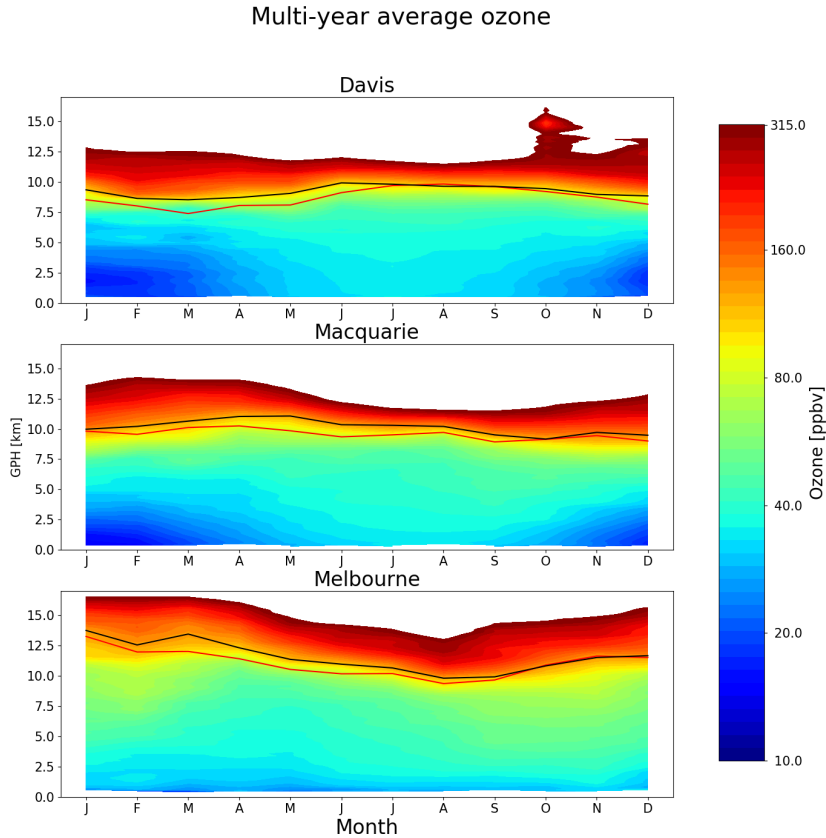 Multi-year average ozone
Davis
15.0
12.5
10.0
7.5
5.0
2.5
0.0
J F M A M J J A S O N D
Macquarie
15.0
12.5
10.0
7.5
5.0
2.5
0.0
GPH [km]
J F M A M J J A S O N D
Melbourne
15.0
12.5
10.0
7.5
5.0
2.5
0.0
J F M A M J J A S O N D
Month
315.0
160.0
80.0
40.0
20.0
10.0
Ozone [ppbv]